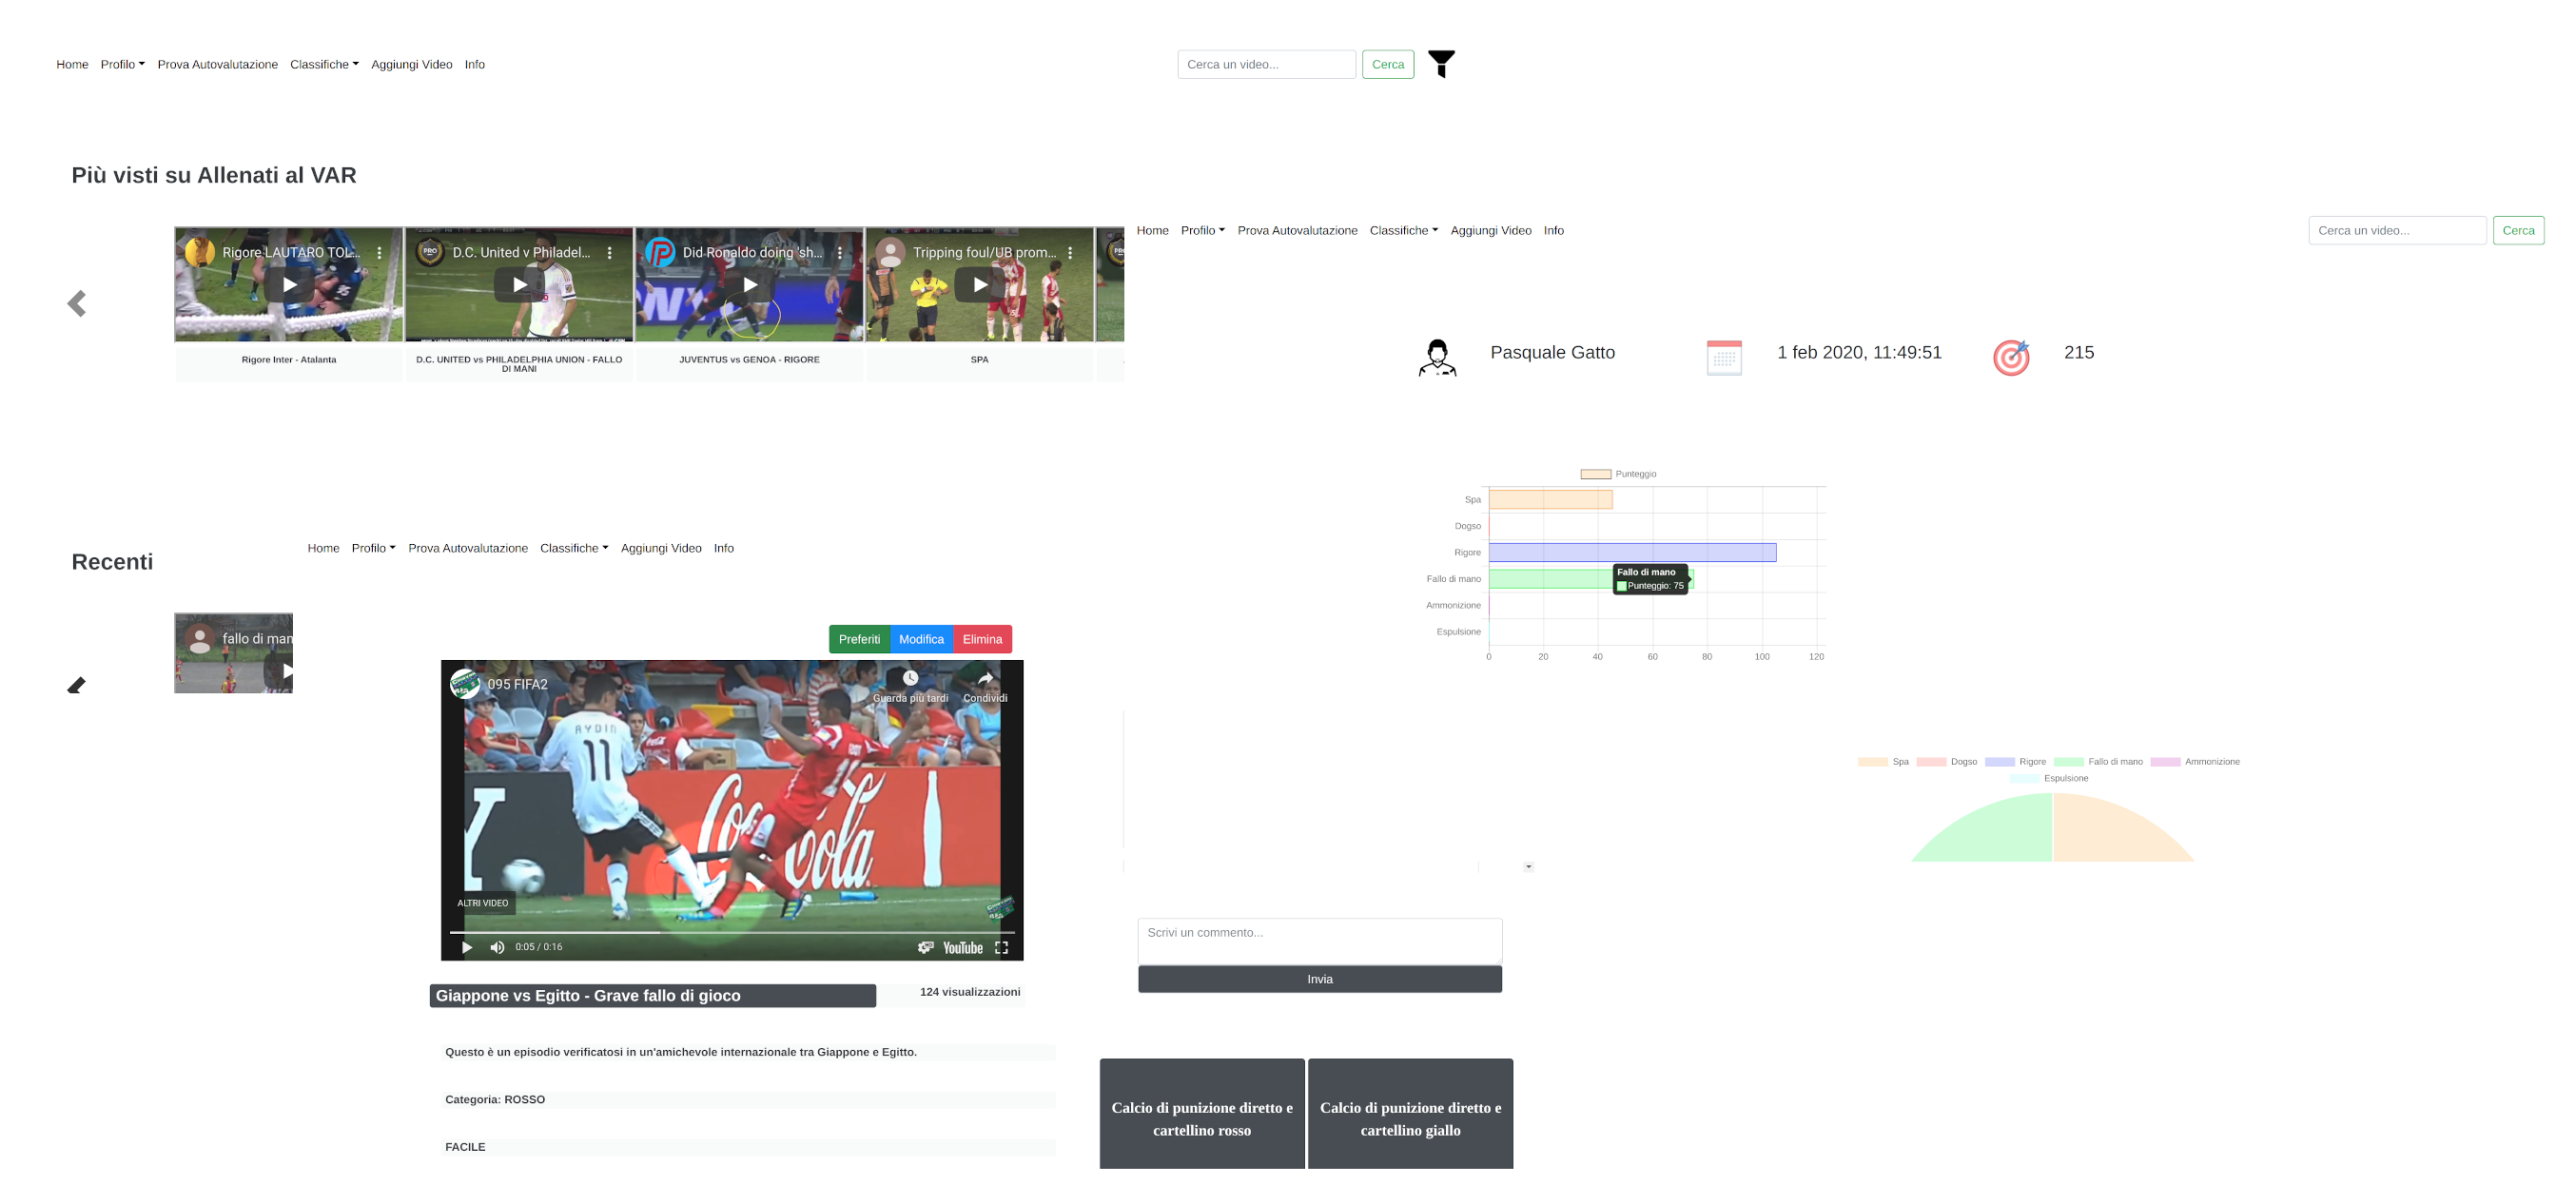 Home Profilo Prova Autovalutazione Classifiche Aggiungi Video Info
Cerca un video... Cerca
Più visti su Allenati al VAR
Rigore LAUTARO TOL...
D.C. United v Philadel...
Did Ronaldo doing 'sh...
Tripping foul/UB prom...
Rigore Inter - Atalanta
D.C. UNITED vs PHILADELPHIA UNION - FALLO
DI MANI
JUVENTUS vs GENOA - RIGORE
SPA
Home Profilo Prova Autovalutazione Classifiche Aggiungi Video Info
Cerca un video... Cerca
Pasquale Gatto
1 feb 2020, 11:49:51
215
Punteggio
Spa
Dogso
Rigore
Fallo di mano
Ammonizione
Espulsione
Fallo di mano
Punteggio: 75
0 20 40 60 80 100 120
Recenti
fallo di man
Home Profilo Prova Autovalutazione Classifiche Aggiungi Video Info
Preferiti Modifica Elimina
095 FIFA2
Guarda più tardi Condividi
AYDIN
11
Coca-Cola
ALTRI VIDEO
0:05 / 0:16
YouTube
Giappone vs Egitto - Grave fallo di gioco
124 visualizzazioni
Questo è un episodio verificatosi in un'amichevole internazionale tra Giappone e Egitto.
Categoria: ROSSO
FACILE
Spa Dogso Rigore Fallo di mano Ammonizione
Espulsione
Scrivi un commento...
Invia
Calcio di punizione diretto e
cartellino rosso
Calcio di punizione diretto e
cartellino giallo